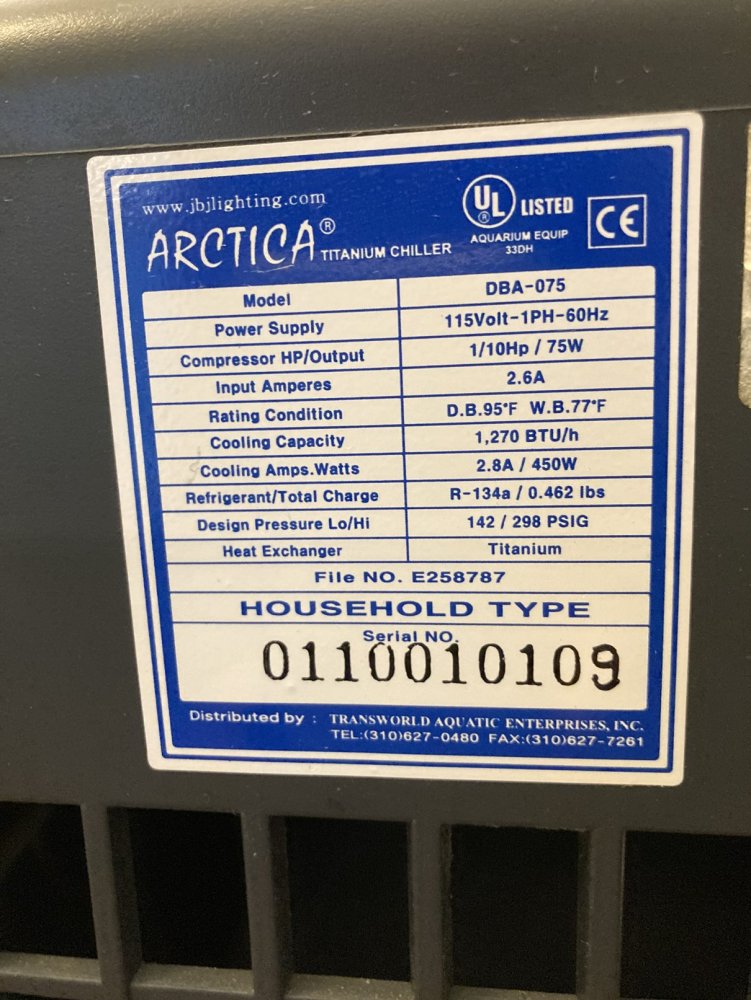 www.jbjlighting.com
ARCTICA® TITANIUM CHILLER
UL ® LISTED
AQUARIUM EQUIP
33DH
CE
Model DBA-075
Power Supply 115Volt-1PH-60Hz
Compressor HP/Output 1/10Hp / 75W
Input Amperes 2.6A
Rating Condition D.B.95°F W.B.77°F
Cooling Capacity 1,270 BTU/h
Cooling Amps.Watts 2.8A / 450W
Refrigerant/Total Charge R-134a / 0.462 lbs
Design Pressure Lo/Hi 142 / 298 PSIG
Heat Exchanger Titanium
File NO. E258787
HOUSEHOLD TYPE
Serial NO.
0110010109
Distributed by : TRANSWORLD AQUATIC ENTERPRISES, INC.
TEL:(310)627-0480 FAX:(310)627-7261